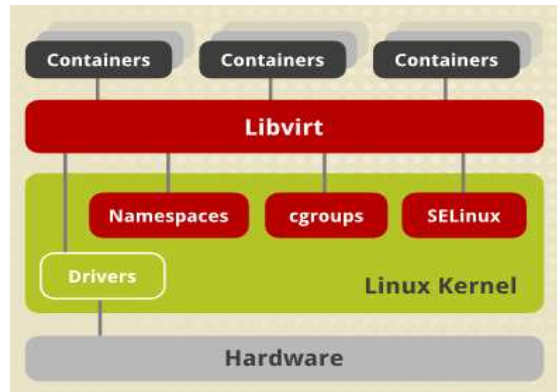 Containers
Containers
Containers
Libvirt
Namespaces
cgroups
SELinux
Drivers
Linux Kernel
Hardware